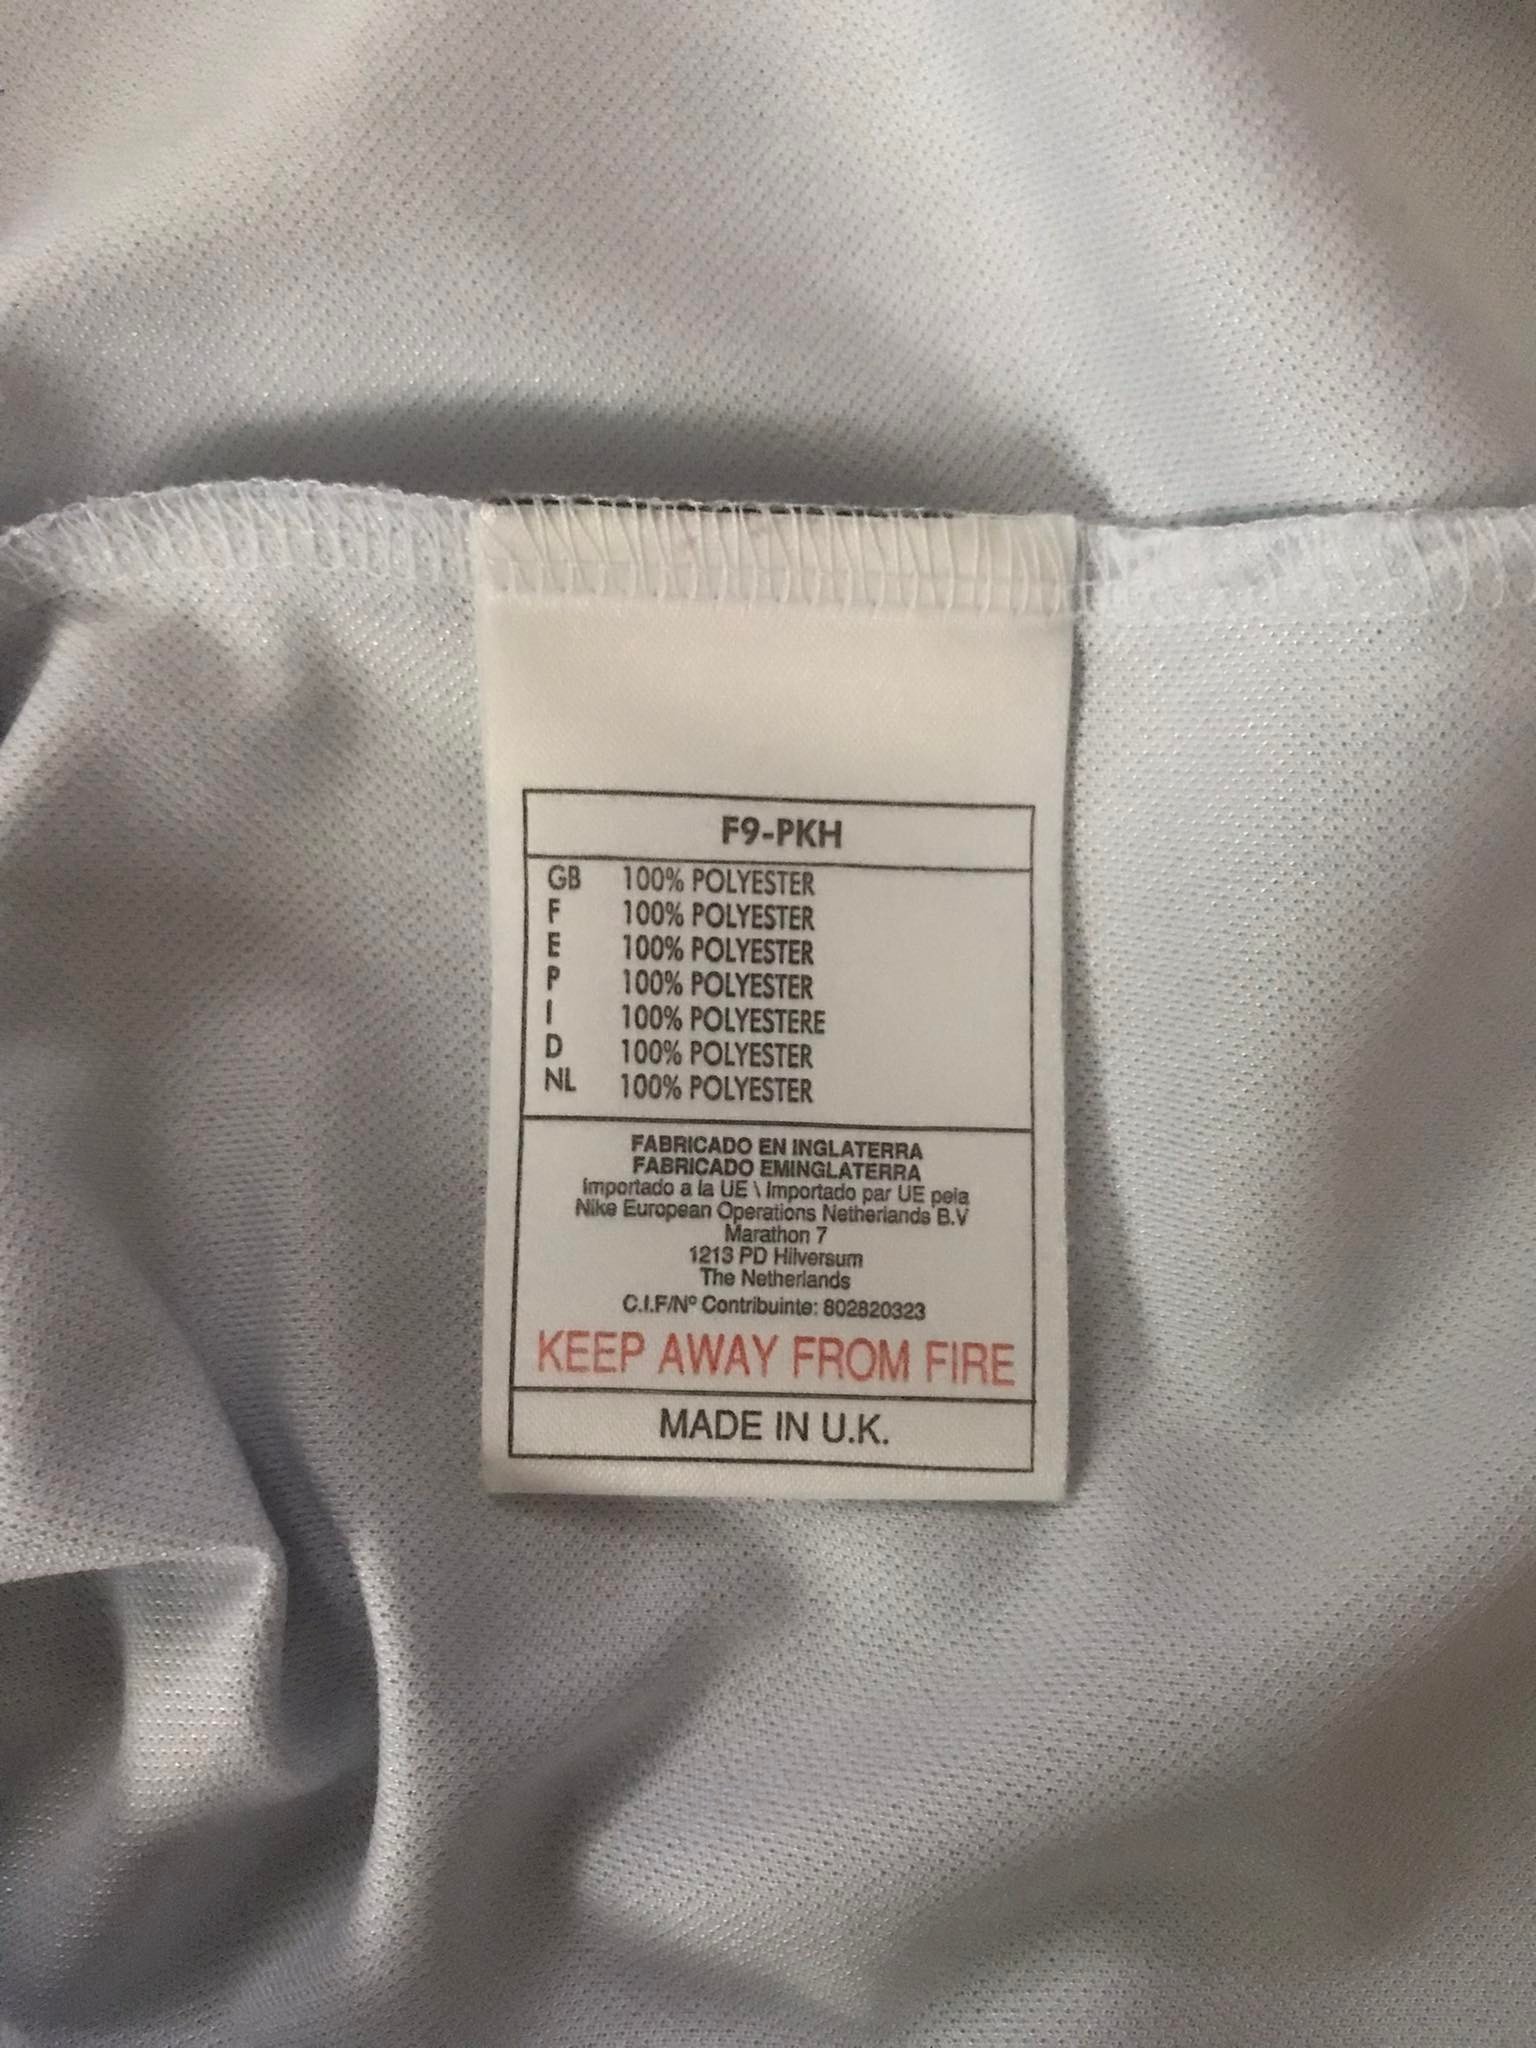 F9-PKH
GB 100% POLYESTER
F 100% POLYESTER
E 100% POLYESTER
P 100% POLYESTER
I 100% POLYESTERE
D 100% POLYESTER
NL 100% POLYESTER
FABRICADO EN INGLATERRA
FABRICADO EMINGLATERRA
Importado a la UE \ Importado par UE pela
Nike European Operations Netherlands B.V
Marathon 7
1213 PD Hilversum
The Netherlands
C.I.F/Nº Contribuinte: 802820323
KEEP AWAY FROM FIRE
MADE IN U.K.